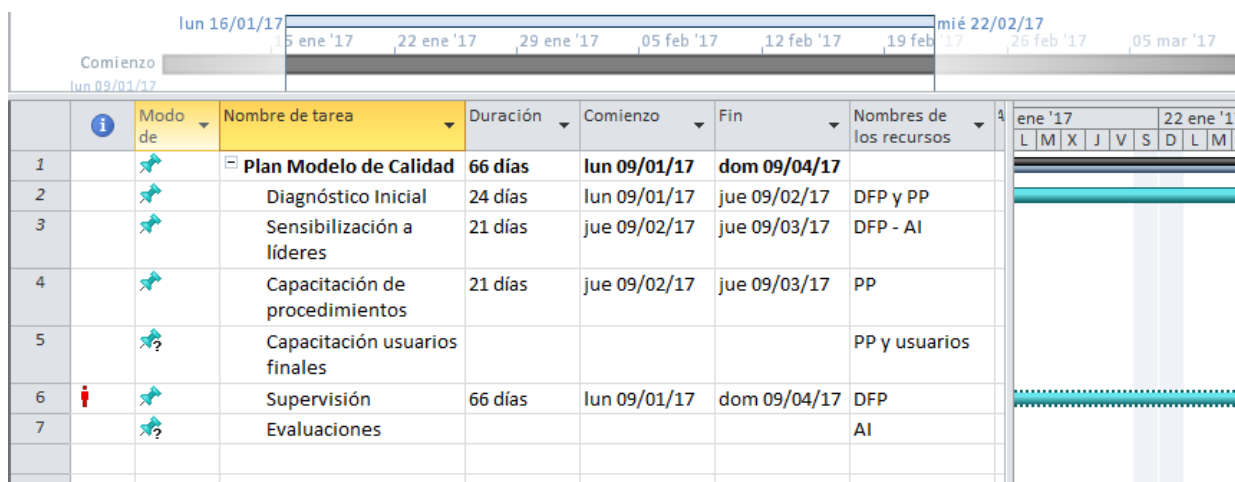 lun 16/01/17 mié 22/02/17
15 ene '17 22 ene '17 29 ene '17 05 feb '17 12 feb '17 19 feb '17 26 feb '17 05 mar '17
Comienzo
lun 09/01/17
Modo de Nombre de tarea Duración Comienzo Fin Nombres de los recursos ene '17 22 ene '1
L M X J V S D L M
1 Plan Modelo de Calidad 66 días lun 09/01/17 dom 09/04/17
2 Diagnóstico Inicial 24 días lun 09/01/17 jue 09/02/17 DFP y PP
3 Sensibilización a líderes 21 días jue 09/02/17 jue 09/03/17 DFP - AI
4 Capacitación de procedimientos 21 días jue 09/02/17 jue 09/03/17 PP
5 Capacitación usuarios finales PP y usuarios
6 Supervisión 66 días lun 09/01/17 dom 09/04/17 DFP
7 Evaluaciones AI